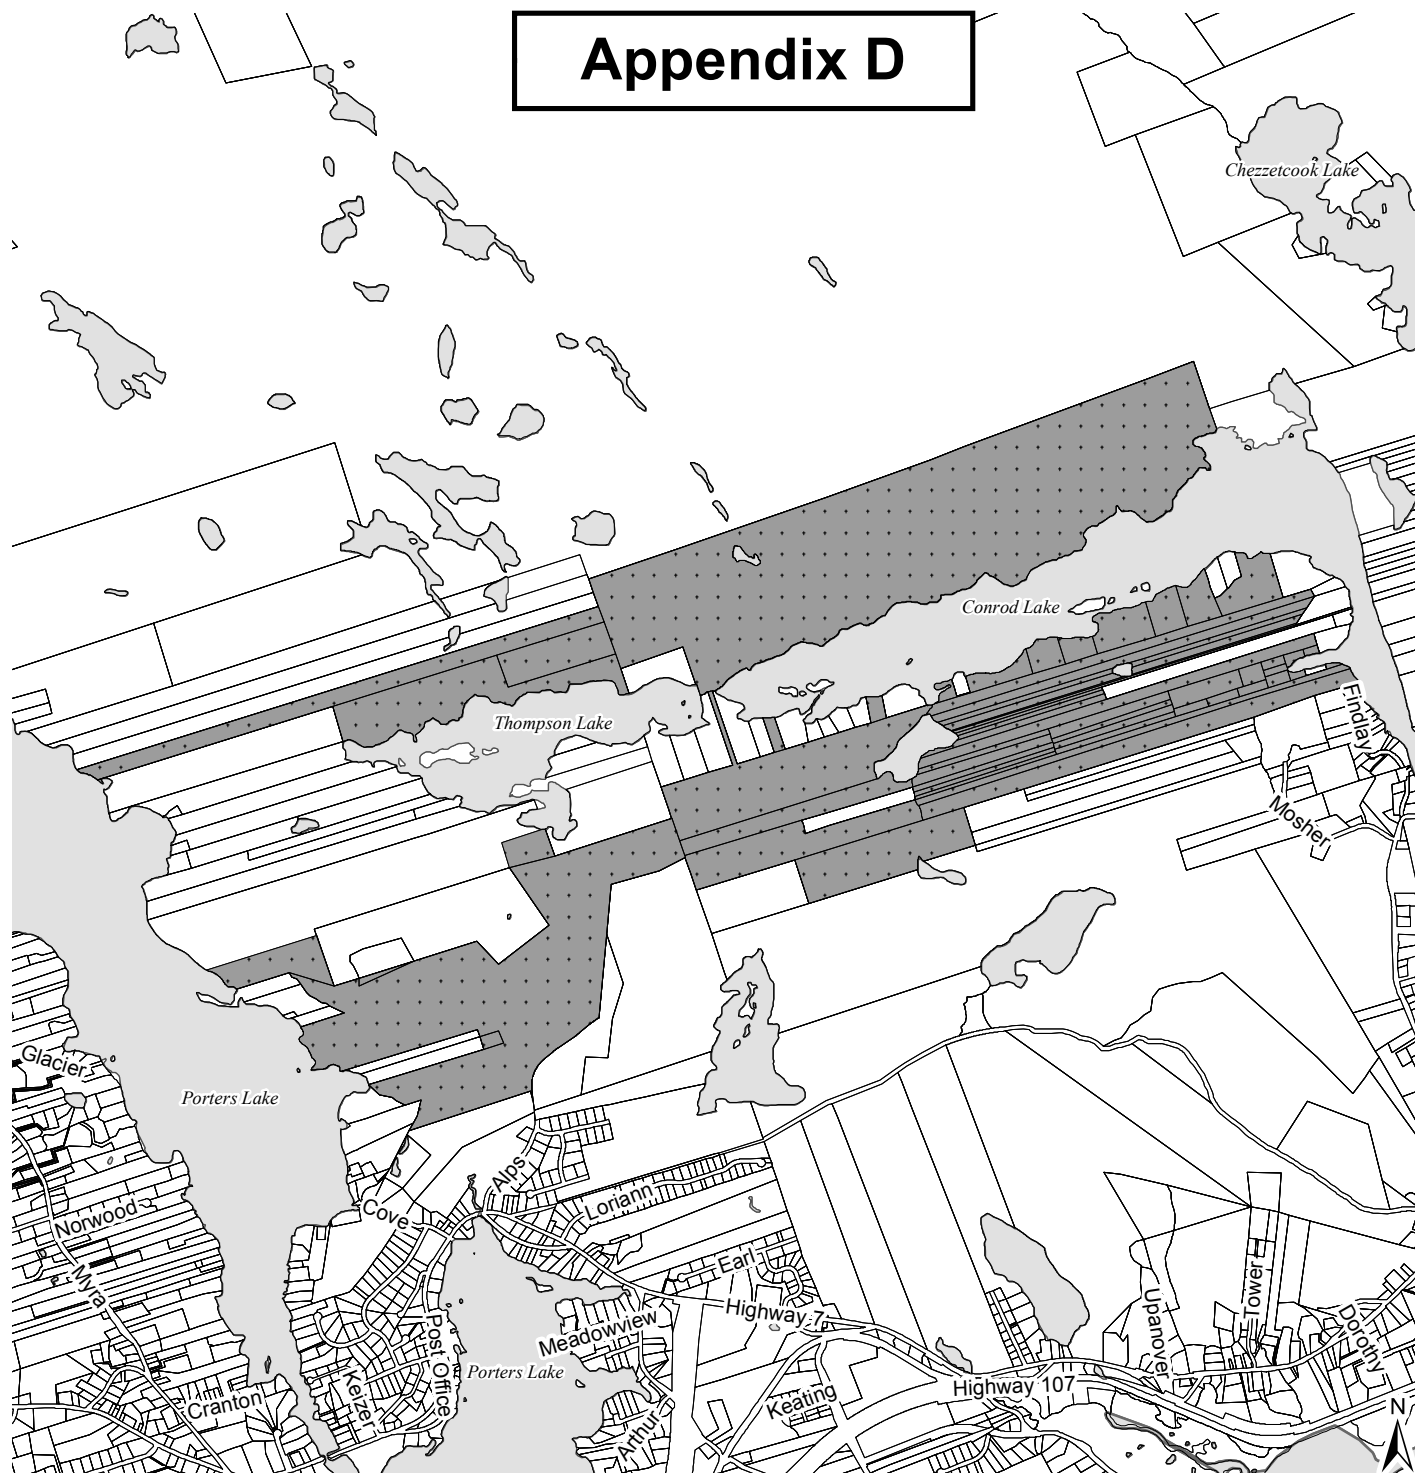 Appendix D
Chezzetcook Lake
Conrod Lake
Thompson Lake
Findlay
Mosher
Glacier
Porters Lake
Alps
Loriann
Cove
Norwood
Myra
Earl
Highway 7
Tower
Upanover
Dorothy
Meadowview
Post Office
Porters Lake
Keizer
Highway 107
Cranton
Keating
Arthur
N